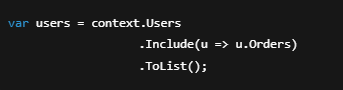 var users = context.Users
.Include(u => u.Orders)
.ToList();